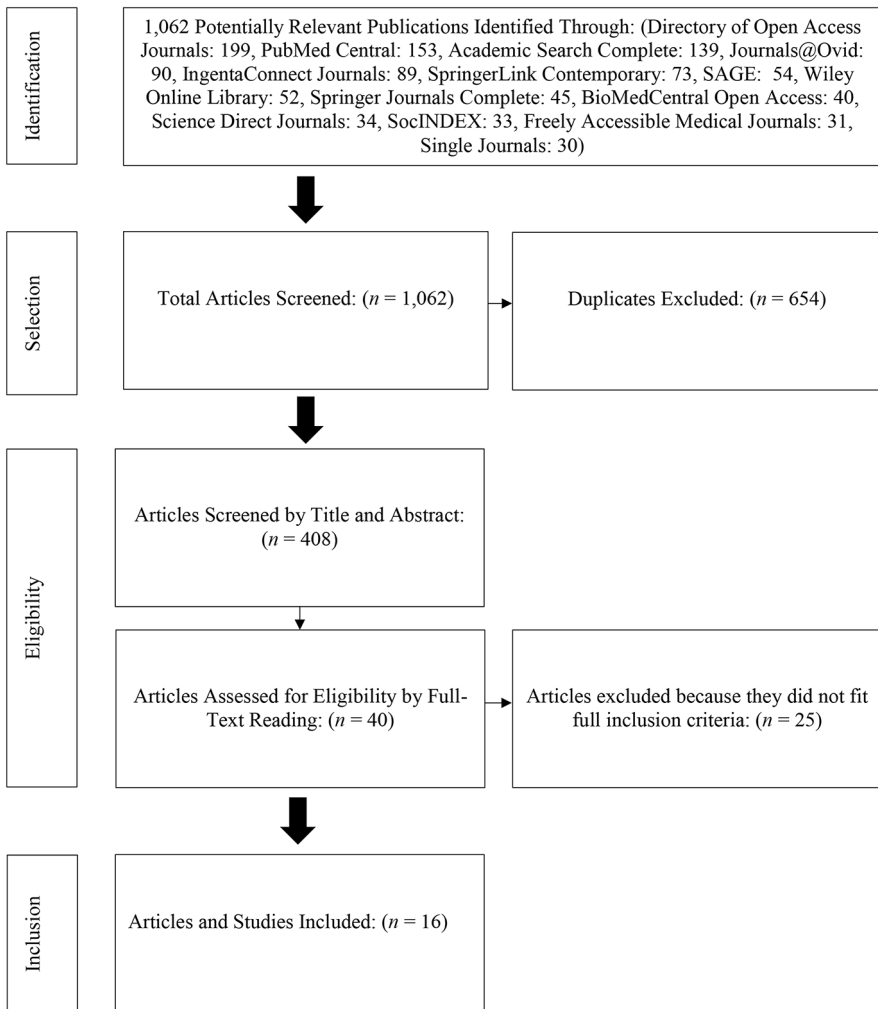 Identification
1,062 Potentially Relevant Publications Identified Through: (Directory of Open Access
Journals: 199, PubMed Central: 153, Academic Search Complete: 139, Journals@Ovid:
90, IngentaConnect Journals: 89, SpringerLink Contemporary: 73, SAGE: 54, Wiley
Online Library: 52, Springer Journals Complete: 45, BioMedCentral Open Access: 40,
Science Direct Journals: 34, SocINDEX: 33, Freely Accessible Medical Journals: 31,
Single Journals: 30)
Selection
Total Articles Screened: (n = 1,062)
Duplicates Excluded: (n = 654)
Eligibility
Articles Screened by Title and Abstract:
(n = 408)
Articles Assessed for Eligibility by Full-
Text Reading: (n = 40)
Articles excluded because they did not fit
full inclusion criteria: (n = 25)
Inclusion
Articles and Studies Included: (n = 16)